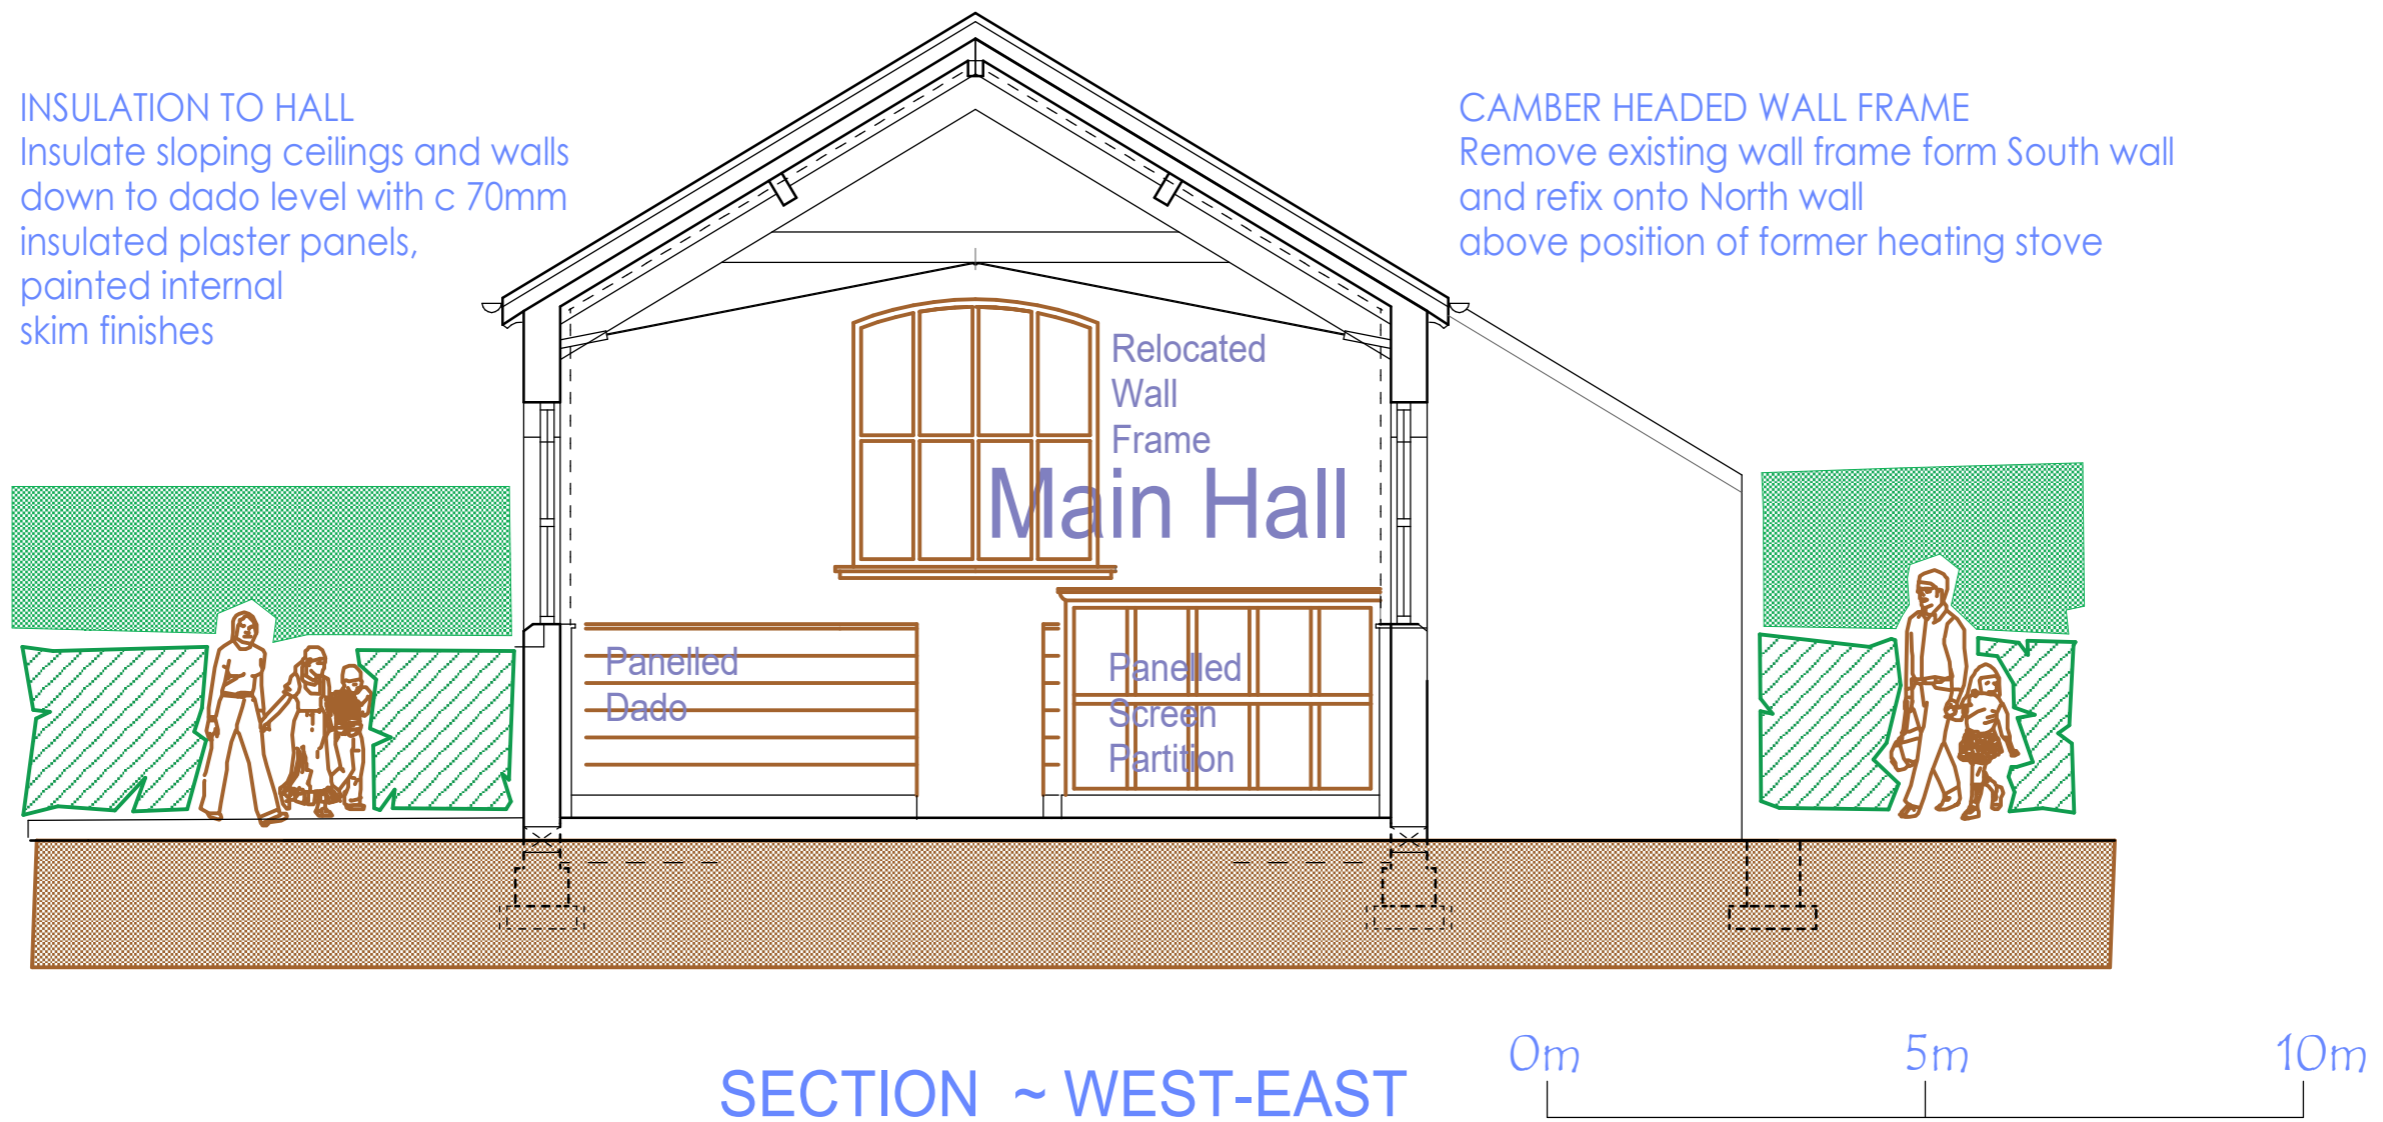 INSULATION TO HALL
Insulate sloping ceilings and walls
down to dado level with c 70mm
insulated plaster panels,
painted internal
skim finishes
CAMBER HEADED WALL FRAME
Remove existing wall frame form South wall
and refix onto North wall
above position of former heating stove
Relocated
Wall
Frame
Main Hall
Panelled
Dado
Panelled
Screen
Partition
SECTION ~ WEST-EAST
0m 5m 10m